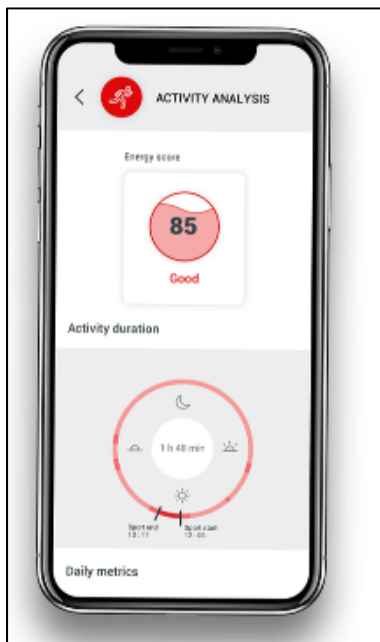 ACTIVITY ANALYSIS
Energy score
85
Good
Activity duration
1 h 48 min
Sport end
Sport start
13 : 11
Daily metrics